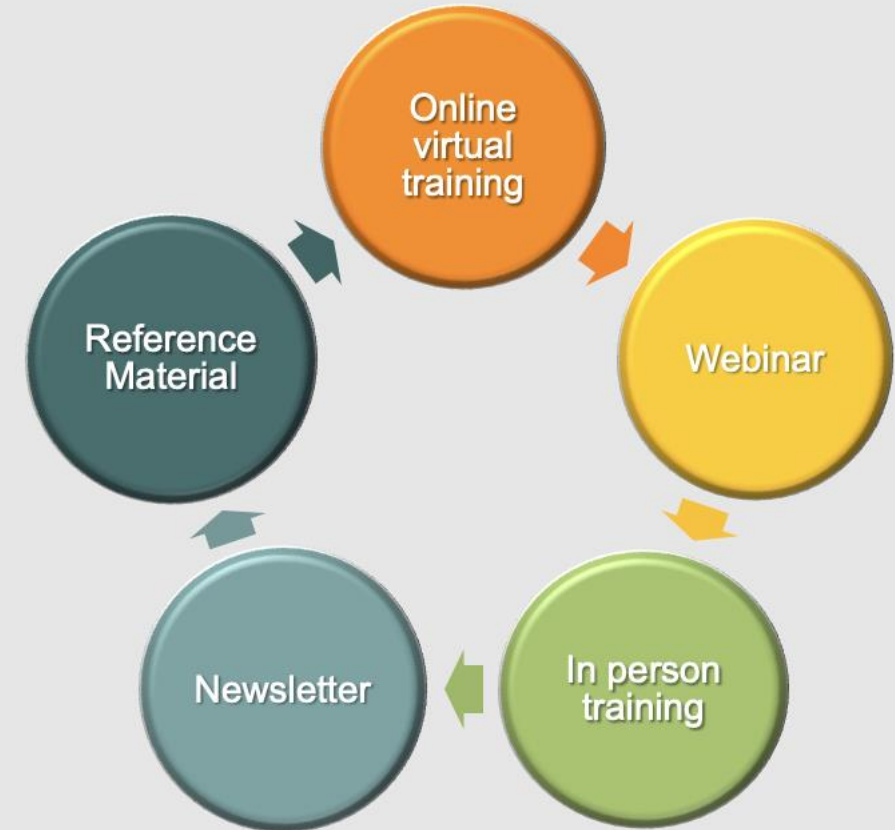 Online
virtual
training
Webinar
In person
training
Newsletter
Reference
Material